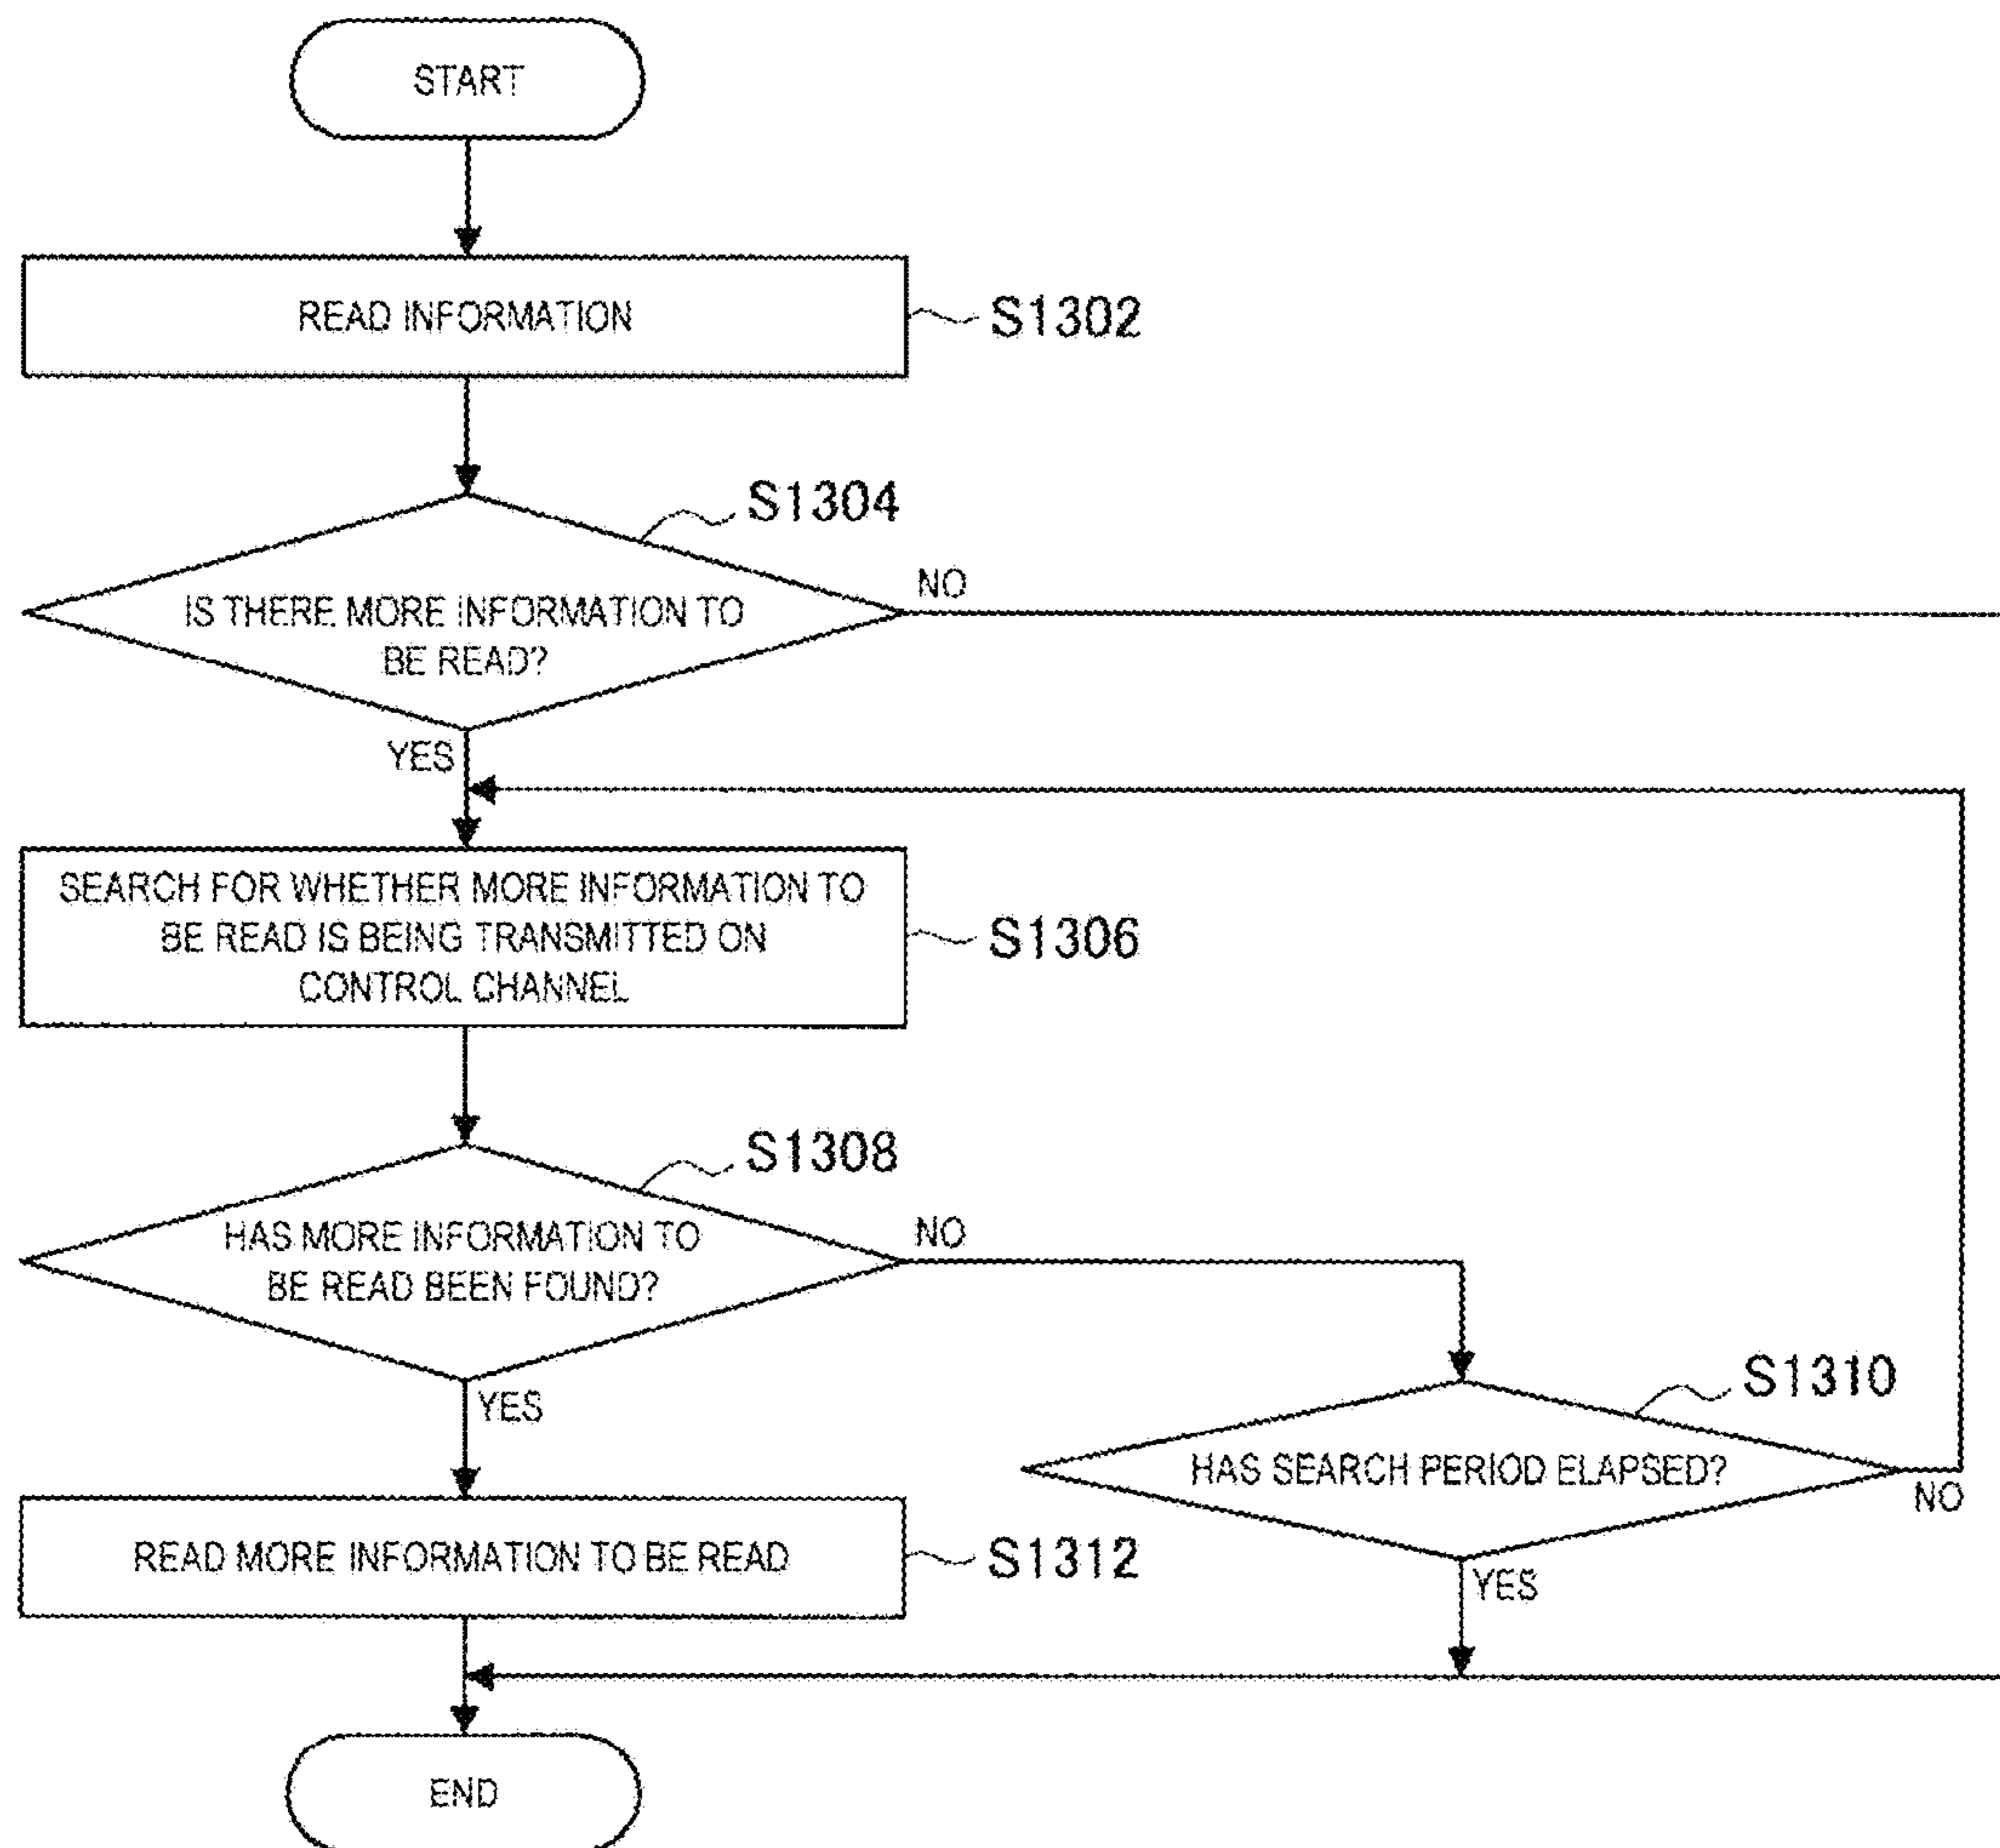 START
READ INFORMATION
S1302
S1304
IS THERE MORE INFORMATION TO
BE READ?
NO
YES
SEARCH FOR WHETHER MORE INFORMATION TO
BE READ IS BEING TRANSMITTED ON
CONTROL CHANNEL
S1306
S1308
HAS MORE INFORMATION TO
BE READ BEEN FOUND?
NO
YES
S1310
HAS SEARCH PERIOD ELAPSED?
NO
YES
READ MORE INFORMATION TO BE READ
S1312
END